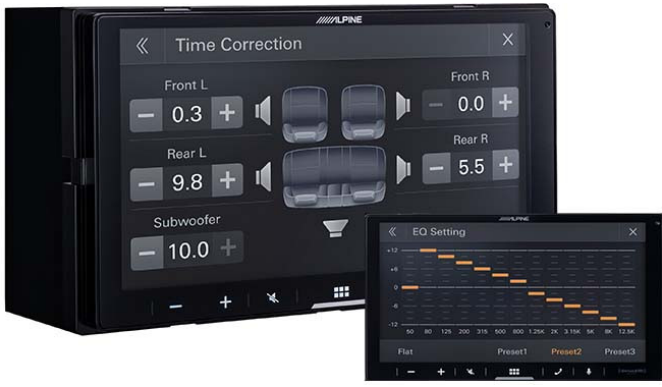 ALPINE
Time Correction
X
Front L
− 0.3 +
Front R
− 0.0 +
Rear L
− 9.8 +
Rear R
− 5.5 +
Subwoofer
− 10.0 +
− +
ALPINE
EQ Setting
X
+12
+6
0
-6
-12
50 80 125 200 315 500 800 1.25K 2K 3.15K 5K 8K 12.5K
Flat Preset1 Preset2 Preset3
− +
SiriusXM